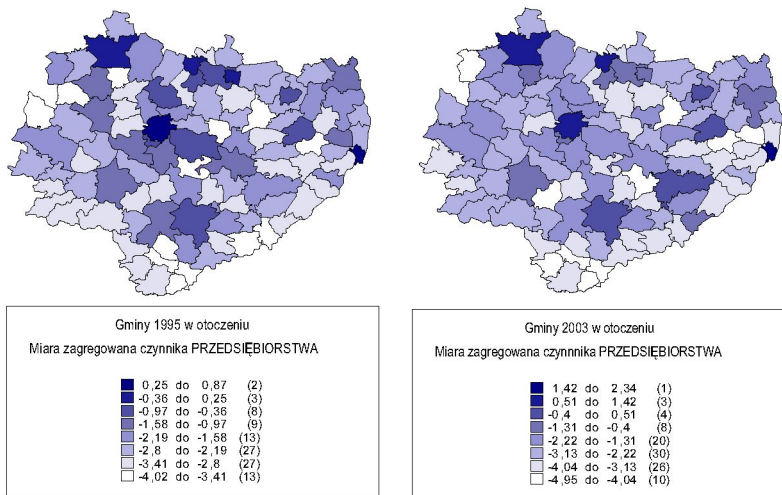 Gminy 1995 w otoczeniu
Miara zagregowana czynnika PRZEDSIĘBIORSTWA
0,25 do 0,87 (2)
-0,36 do 0,25 (3)
-0,97 do -0,36 (8)
-1,58 do -0,97 (9)
-2,19 do -1,58 (13)
-2,8 do -2,19 (27)
-3,41 do -2,8 (27)
-4,02 do -3,41 (13)
Gminy 2003 w otoczeniu
Miara zagregowana czynnnika PRZEDSIĘBIORSTWA
1,42 do 2,34 (1)
0,51 do 1,42 (3)
-0,4 do 0,51 (4)
-1,31 do -0,4 (8)
-2,22 do -1,31 (20)
-3,13 do -2,22 (30)
-4,04 do -3,13 (26)
-4,95 do -4,04 (10)